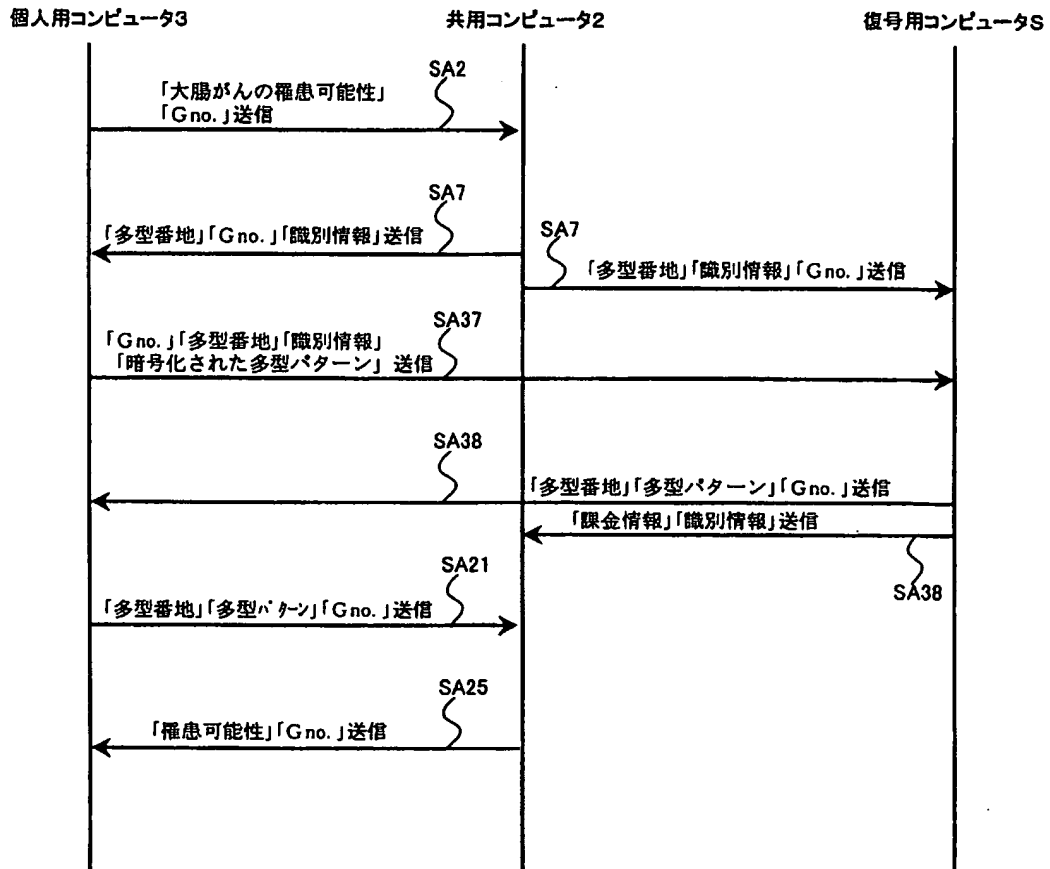 個人用コンピュータ3
共用コンピュータ2
復号用コンピュータS
SA2
「大腸がんの罹患可能性」
「Gno.」送信
SA7
「多型番地」「Gno.」「識別情報」送信
SA7
「多型番地」「識別情報」「Gno.」送信
SA37
「Gno.」「多型番地」「識別情報」
「暗号化された多型パターン」 送信
SA38
「多型番地」「多型パターン」「Gno.」送信
「課金情報」「識別情報」送信
SA38
SA21
「多型番地」「多型パターン」「Gno.」送信
SA25
「罹患可能性」「Gno.」送信